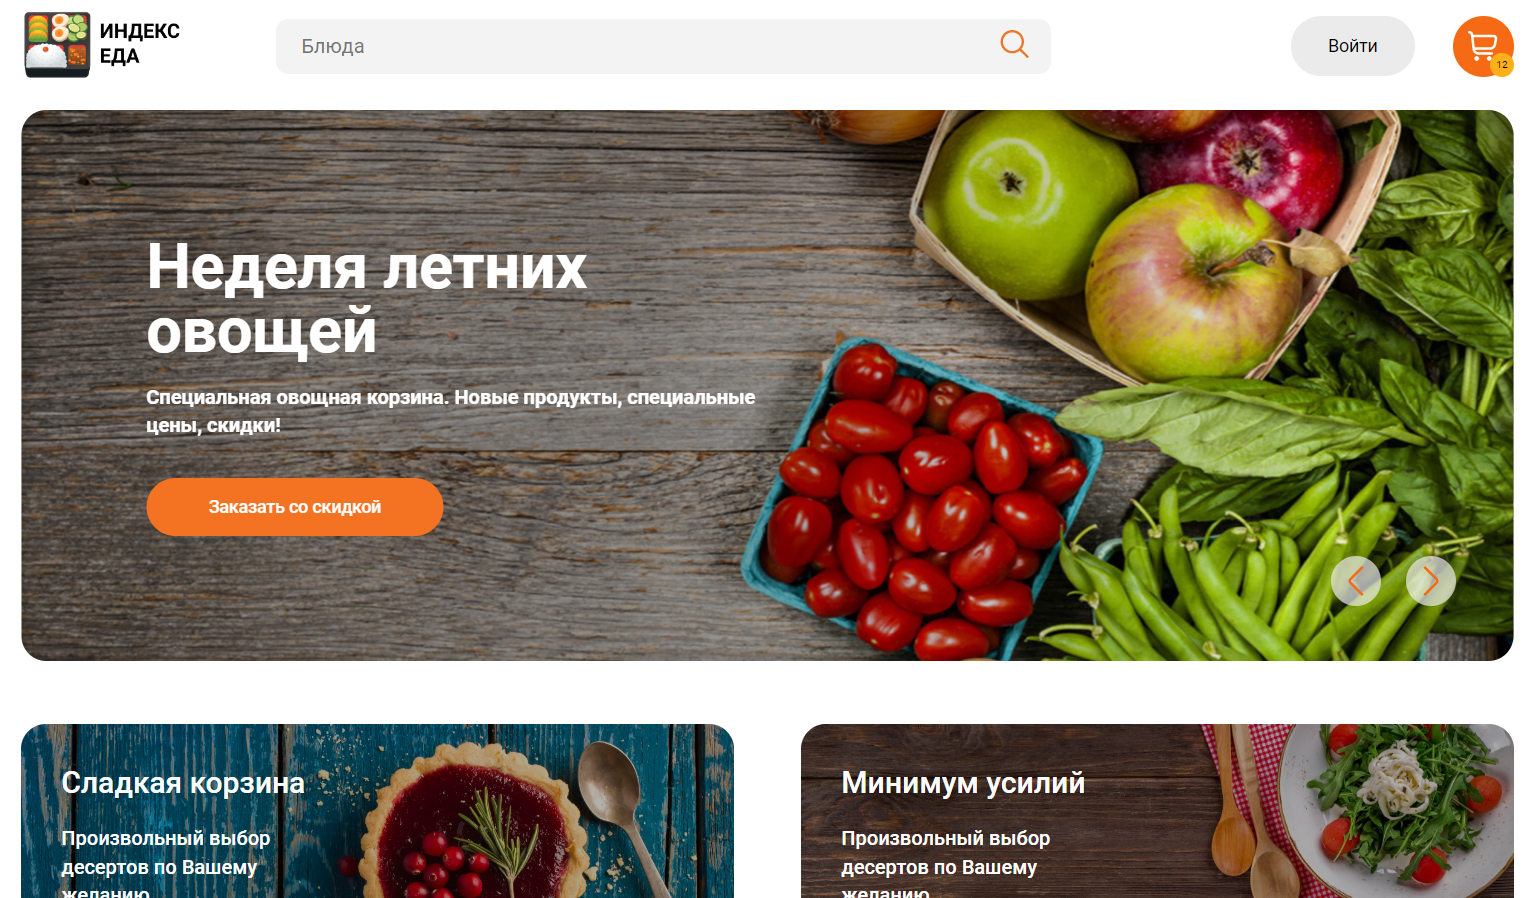 ИНДЕКС
ЕДА
Блюда
Войти
12
Неделя летних
овощей
Специальная овощная корзина. Новые продукты, специальные
цены, скидки!
Заказать со скидкой
Сладкая корзина
Произвольный выбор
десертов по Вашему
желанию
Минимум усилий
Произвольный выбор
десертов по Вашему
желанию